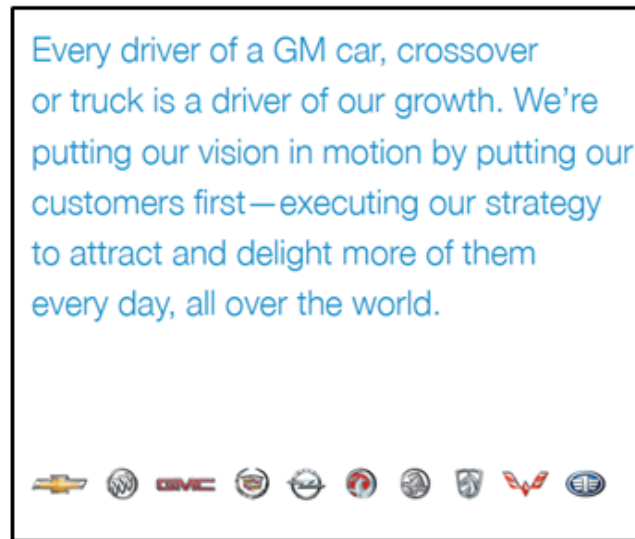 Every driver of a GM car, crossover
or truck is a driver of our growth. We’re
putting our vision in motion by putting our
customers first—executing our strategy
to attract and delight more of them
every day, all over the world.
GMC